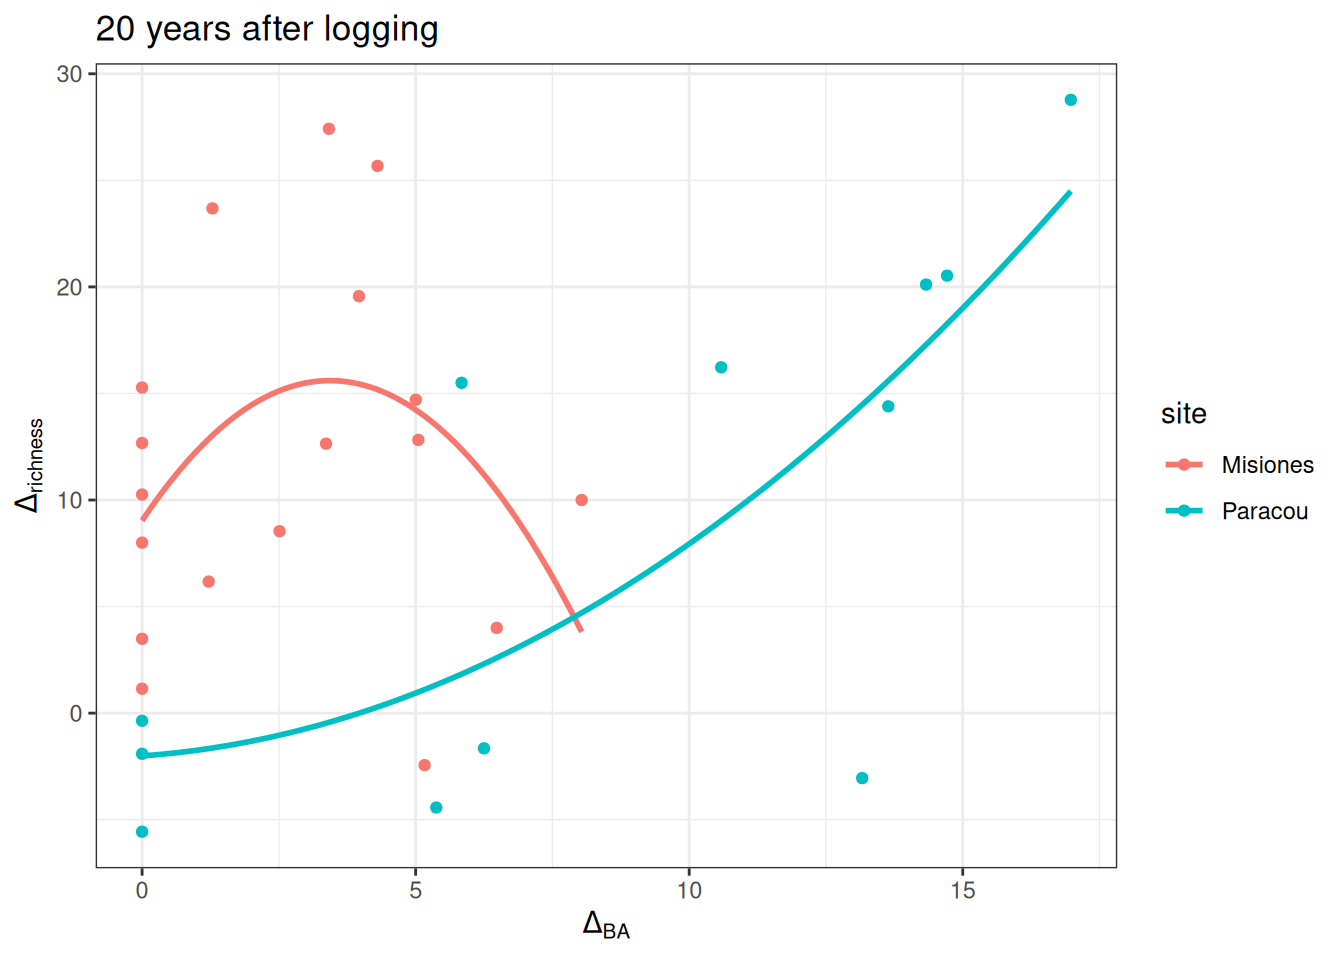 20 years after logging
30
20
10
0
Δrichness
0 5 10 15
ΔBA
site
Misiones
Paracou